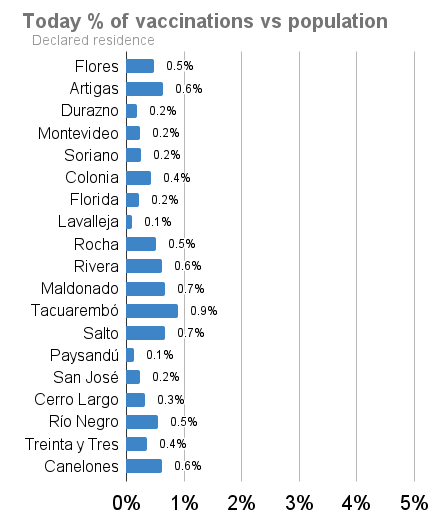 Today % of vaccinations vs population
Declared residence
Flores 0.5%
Artigas 0.6%
Durazno 0.2%
Montevideo 0.2%
Soriano 0.2%
Colonia 0.4%
Florida 0.2%
Lavalleja 0.1%
Rocha 0.5%
Rivera 0.6%
Maldonado 0.7%
Tacuarembó 0.9%
Salto 0.7%
Paysandú 0.1%
San José 0.2%
Cerro Largo 0.3%
Río Negro 0.5%
Treinta y Tres 0.4%
Canelones 0.6%
0% 1% 2% 3% 4% 5%